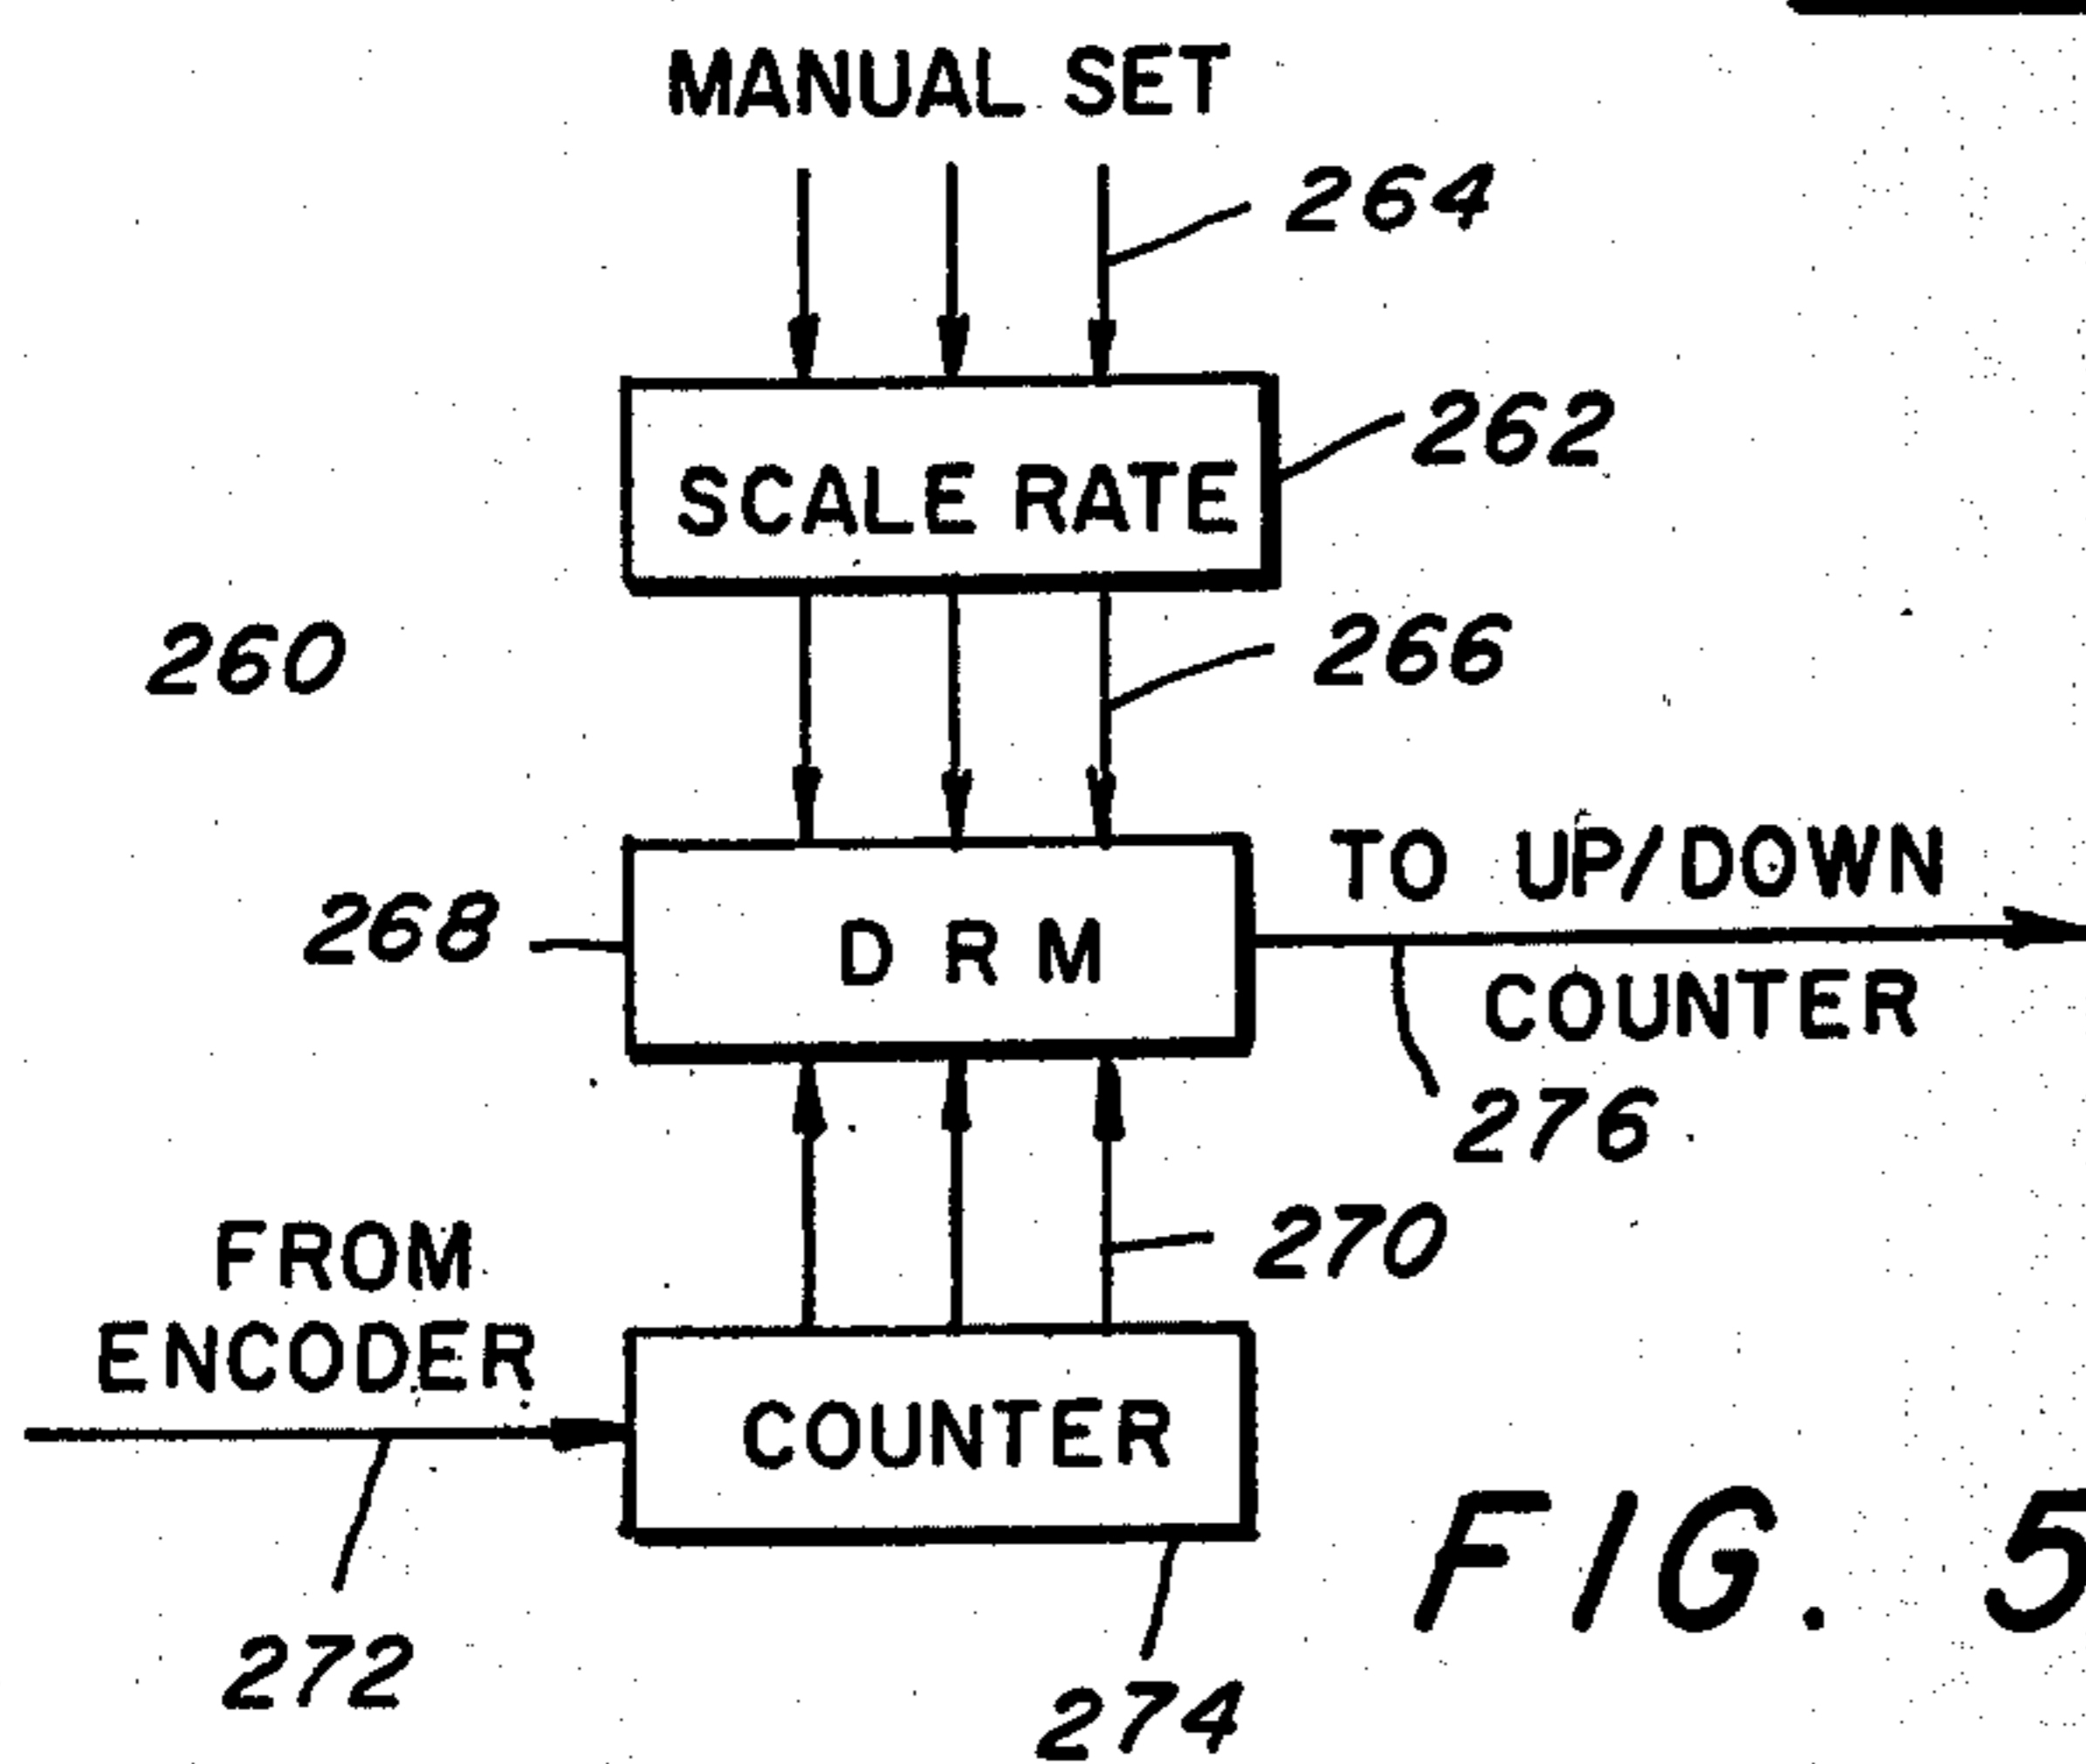 MANUAL SET
264
262
SCALE RATE
260
266
TO UP/DOWN
268
D R M
COUNTER
276
FROM
270
ENCODER
COUNTER
FIG. 5
272
274